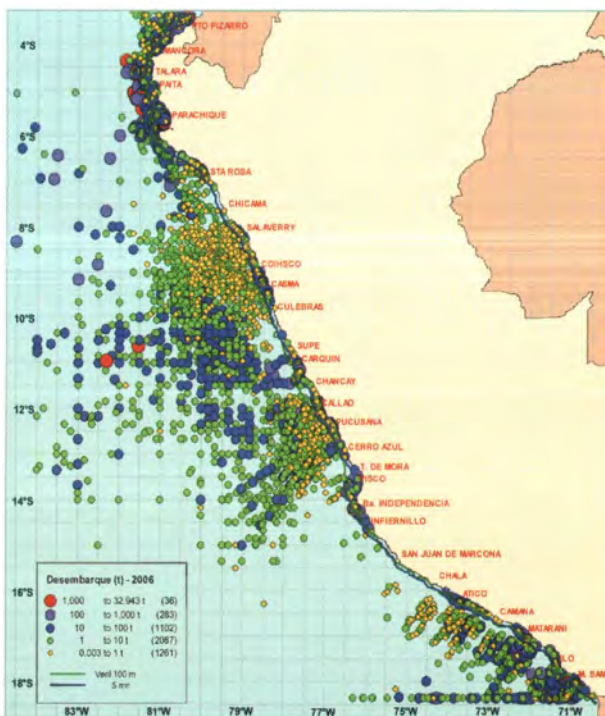 4°S
PTO PIZARRO
MANCORA
TALARA
PAITA
PARACHIQUE
6°S
STA ROSA
CHICAMA
8°S
SALAVERRY
COIHSCO
CASMA
CULEBRAS
10°S
SUPE
CARQUIN
CHANCAY
12°S
CALLAO
PUCUSANA
CERRO AZUL
T. DE MORA
PISCO
14°S
Ba. INDEPENDENCIA
INFIERNILLO
SAN JUAN DE MARCONA
CHALA
16°S
ATICO
CAMANA
MATARANI
ILO
M. SAMA
18°S
Desembarque (t) - 2006
1,000 to 32.943 t (36)
100 to 1,000 t (283)
10 to 100 t (1102)
1 to 10 t (2067)
0.003 to 1 t (1261)
Veril 100 m
5 mn
83°W 81°W 79°W 77°W 75°W 73°W 71°W